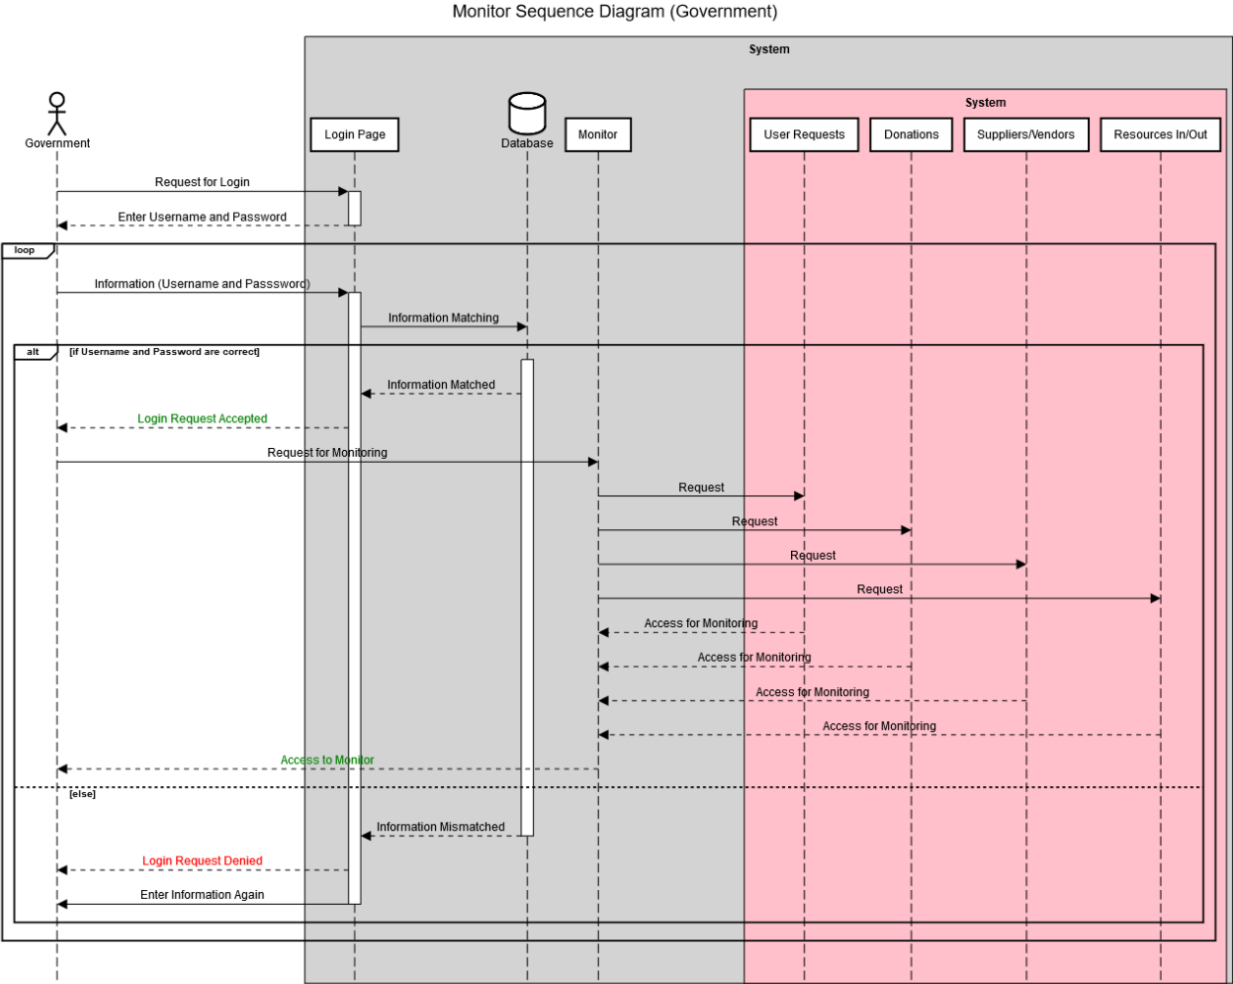 Monitor Sequence Diagram (Government)
System
System
Government
Login Page
Database
Monitor
User Requests
Donations
Suppliers/Vendors
Resources In/Out
Request for Login
Enter Username and Password
loop
Information (Username and Passsword)
Information Matching
alt
[if Username and Password are correct]
Information Matched
Login Request Accepted
Request for Monitoring
Request
Request
Request
Request
Access for Monitoring
Access for Monitoring
Access for Monitoring
Access for Monitoring
Access to Monitor
[else]
Information Mismatched
Login Request Denied
Enter Information Again